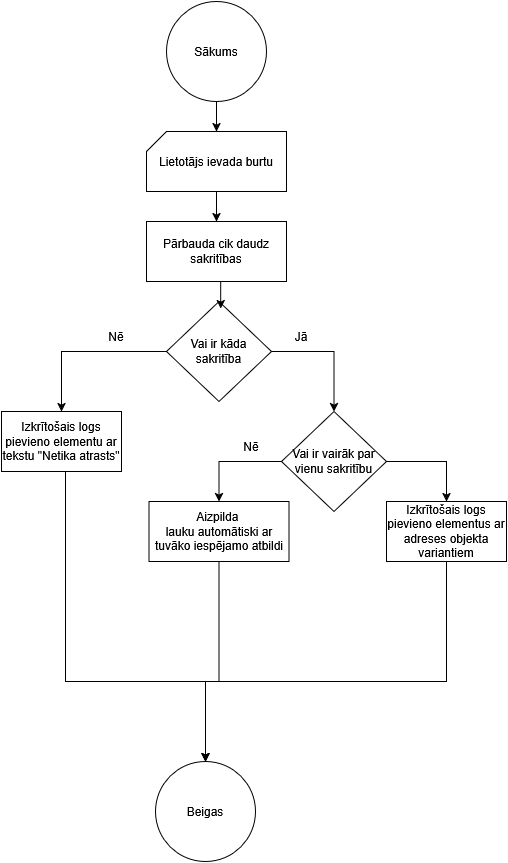 Sākums
Lietotājs ievada burtu
Pārbauda cik daudz
sakritības
Vai ir kāda
sakritība
Nē
Jā
Izkrītošais logs
pievieno elementu ar
tekstu "Netika atrasts"
Vai ir vairāk par
vienu sakritību
Nē
Aizpilda
lauku automātiski ar
tuvāko iespējamo atbildi
Izkrītošais logs
pievieno elementus ar
adreses objekta
variantiem
Beigas